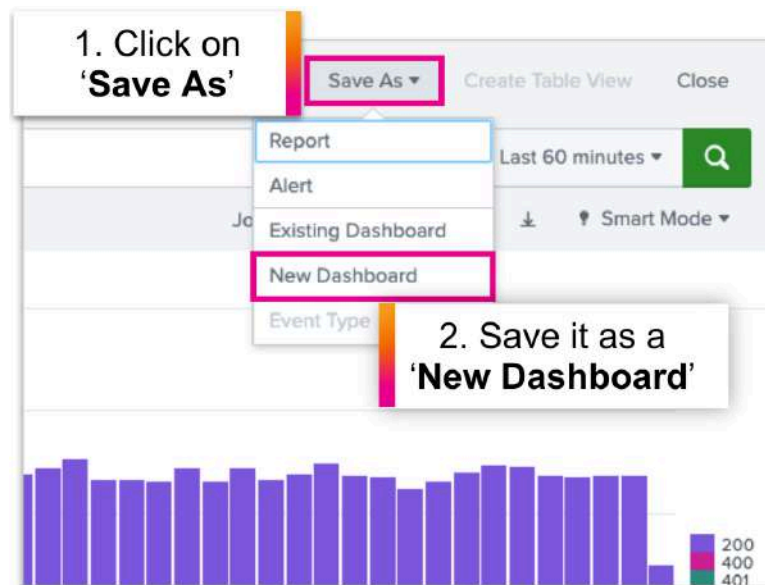 1. Click on
‘Save As’
Save As ▾
Create Table View
Close
Report
Last 60 minutes ▾
Alert
Jo
Existing Dashboard
Smart Mode ▾
New Dashboard
Event Type
2. Save it as a
‘New Dashboard’
200
400
401